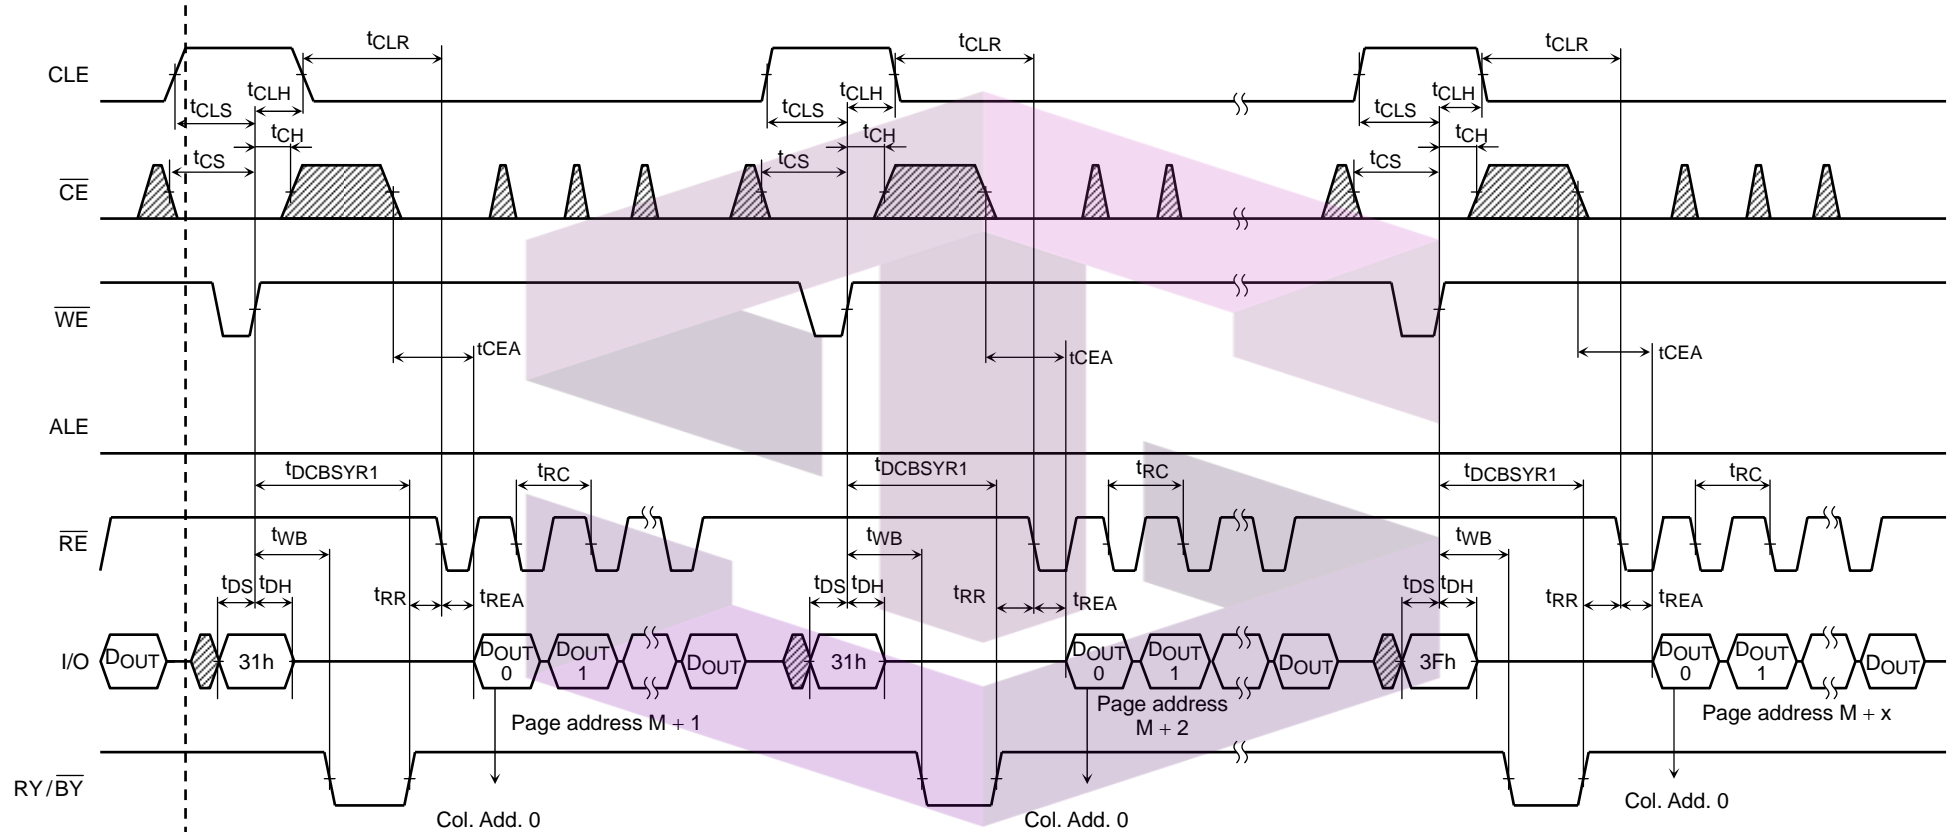 CLE
tCLR
tCLR
tCLR
tCLS
tCLH
tCLS
tCLH
tCLS
tCLH
tCH
tCH
tCH
CE
tCS
tCS
tCS
WE
tCEA
tCEA
tCEA
ALE
tDCBSYR1
tRC
tDCBSYR1
tRC
tDCBSYR1
tRC
RE
tWB
tWB
tWB
tDS
tDH
tRR
tREA
tDS
tDH
tRR
tREA
tDS
tDH
tRR
tREA
I/O
DOUT
31h
DOUT
0
DOUT
1
DOUT
31h
DOUT
0
DOUT
1
DOUT
3Fh
DOUT
0
DOUT
1
DOUT
Page address M + 1
Page address
M + 2
Page address M + x
RY/BY
Col. Add. 0
Col. Add. 0
Col. Add. 0